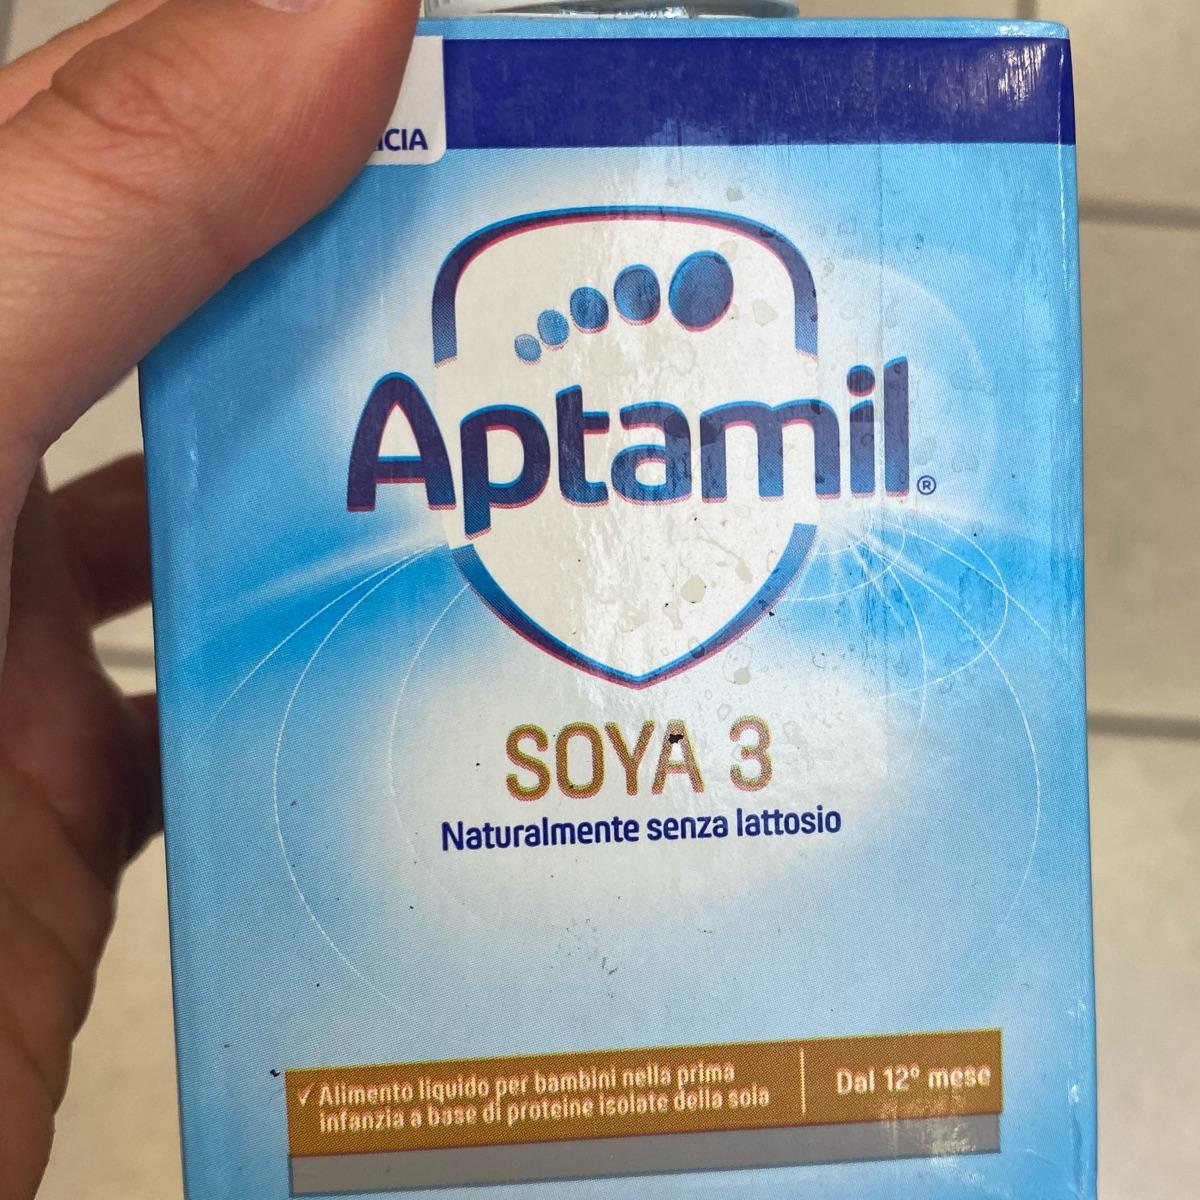 Aptamil®
SOYA 3
Naturalmente senza lattosio
✓ Alimento liquido per bambini nella prima
infanzia a base di proteine isolate della soia
Dal 12° mese